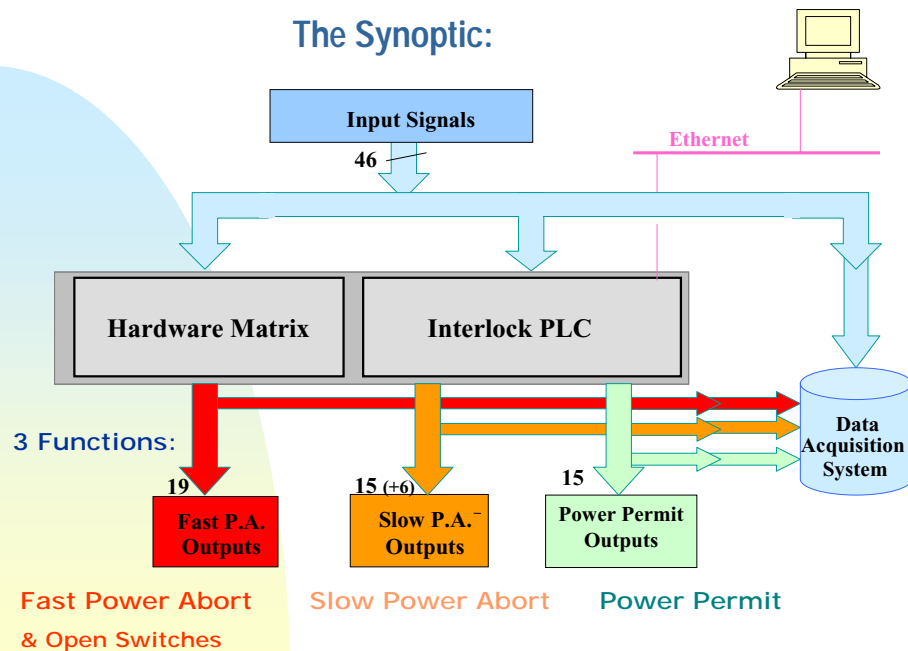 The Synoptic:
Input Signals
46
Ethernet
Hardware Matrix
Interlock PLC
3 Functions:
Data
Acquisition
System
19
15 (+6)
15
Fast P.A.
Outputs
Slow P.A.–
Outputs
Power Permit
Outputs
Fast Power Abort
& Open Switches
Slow Power Abort
Power Permit